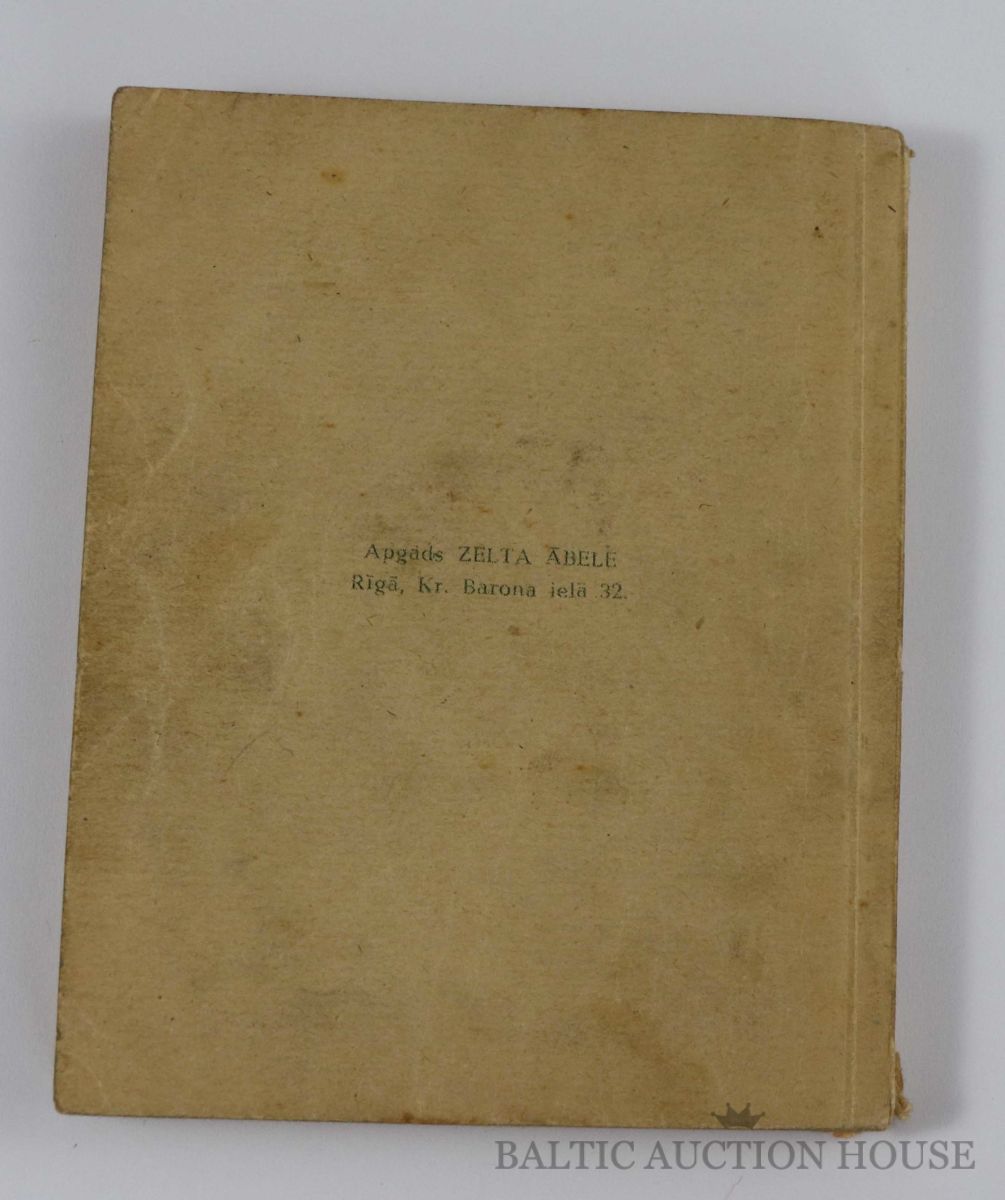 Apgāds ZELTA ĀBELE
Rīgā, Kr. Barona ielā 32.
BALTIC AUCTION HOUSE